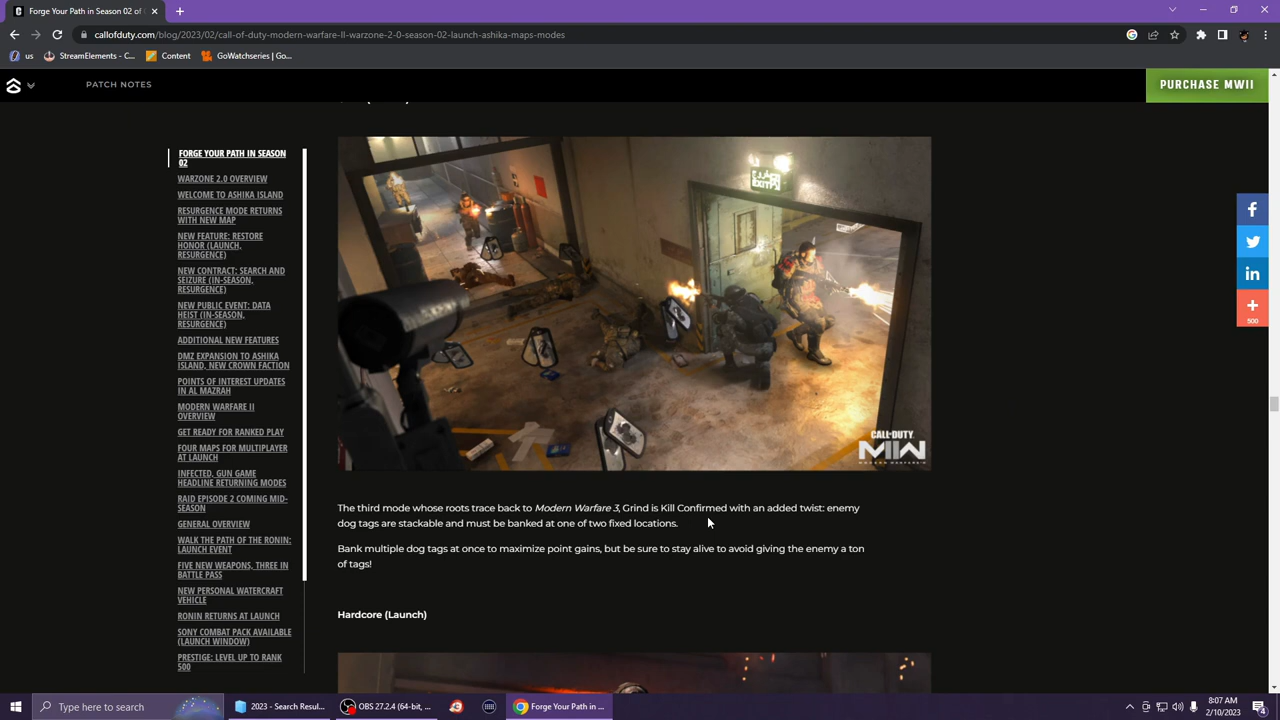 Forge Your Path in Season 02
callofduty.com/blog/2023/02/call-of-duty-modern-warfare-II-warzone-2-0-season-02-launch-ashika-maps-modes
us
StreamElements - C...
Content
GoWatchseries | Go...
PATCH NOTES
PURCHASE MWII
FORGE YOUR PATH IN SEASON
02
WARZONE 2.0 OVERVIEW
WELCOME TO ASHIKA ISLAND
RESURGENCE MODE RETURNS
WITH NEW MAP
NEW FEATURE: RESTORE
HONOR (LAUNCH,
RESURGENCE)
NEW CONTRACT: SEARCH AND
SEIZURE (IN-SEASON,
RESURGENCE)
NEW PUBLIC EVENT: DATA
HEIST (IN-SEASON,
RESURGENCE)
ADDITIONAL NEW FEATURES
DMZ EXPANSION TO ASHIKA
ISLAND, NEW CROWN FACTION
POINTS OF INTEREST UPDATES
IN AL MAZRAH
MODERN WARFARE II
OVERVIEW
GET READY FOR RANKED PLAY
FOUR MAPS FOR MULTIPLAYER
AT LAUNCH
INFECTED, GUN GAME
HEADLINE RETURNING MODES
RAID EPISODE 2 COMING MID-
SEASON
GENERAL OVERVIEW
WALK THE PATH OF THE RONIN:
LAUNCH EVENT
FIVE NEW WEAPONS, THREE IN
BATTLE PASS
NEW PERSONAL WATERCRAFT
VEHICLE
RONIN RETURNS AT LAUNCH
SONY COMBAT PACK AVAILABLE
(LAUNCH WINDOW)
PRESTIGE: LEVEL UP TO RANK
500
EXIT
CALL OF DUTY
MWII
MODERN WARFARE II
The third mode whose roots trace back to Modern Warfare 3, Grind is Kill Confirmed with an added twist: enemy
dog tags are stackable and must be banked at one of two fixed locations.
Bank multiple dog tags at once to maximize point gains, but be sure to stay alive to avoid giving the enemy a ton
of tags!
Hardcore (Launch)
500
Type here to search
2023 - Search Resul...
OBS 27.2.4 (64-bit, ...
Forge Your Path in ...
8:07 AM
2/10/2023
4